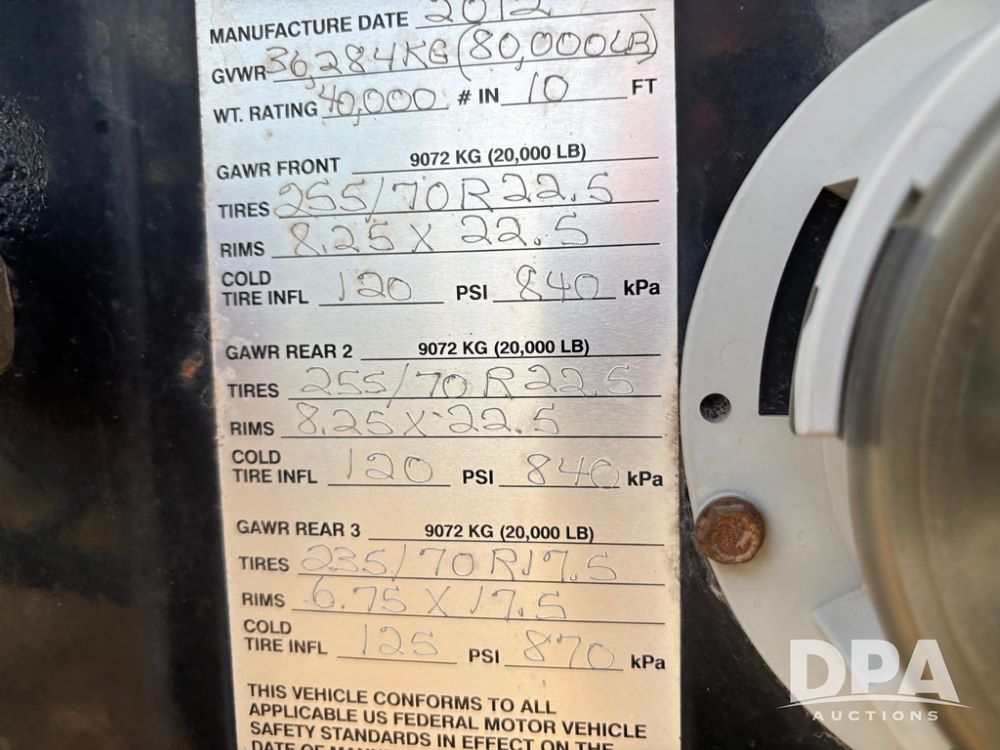 MANUFACTURE DATE 2012
GVWR 36,284KG (80,000LB)
WT. RATING 40,000 # IN 10 FT
GAWR FRONT 9072 KG (20,000 LB)
TIRES 255/70R22.5
RIMS 8.25 X 22.5
COLD
TIRE INFL 120 PSI 840 kPa
GAWR REAR 2 9072 KG (20,000 LB)
TIRES 255/70R22.5
RIMS 8.25X22.5
COLD
TIRE INFL 120 PSI 840 kPa
GAWR REAR 3 9072 KG (20,000 LB)
TIRES 235/70R17.5
RIMS 6.75 X 17.5
COLD
TIRE INFL 125 PSI 870 kPa
THIS VEHICLE CONFORMS TO ALL
APPLICABLE US FEDERAL MOTOR VEHICLE
SAFETY STANDARDS IN EFFECT ON THE
DATE OF
DPA
AUCTIONS